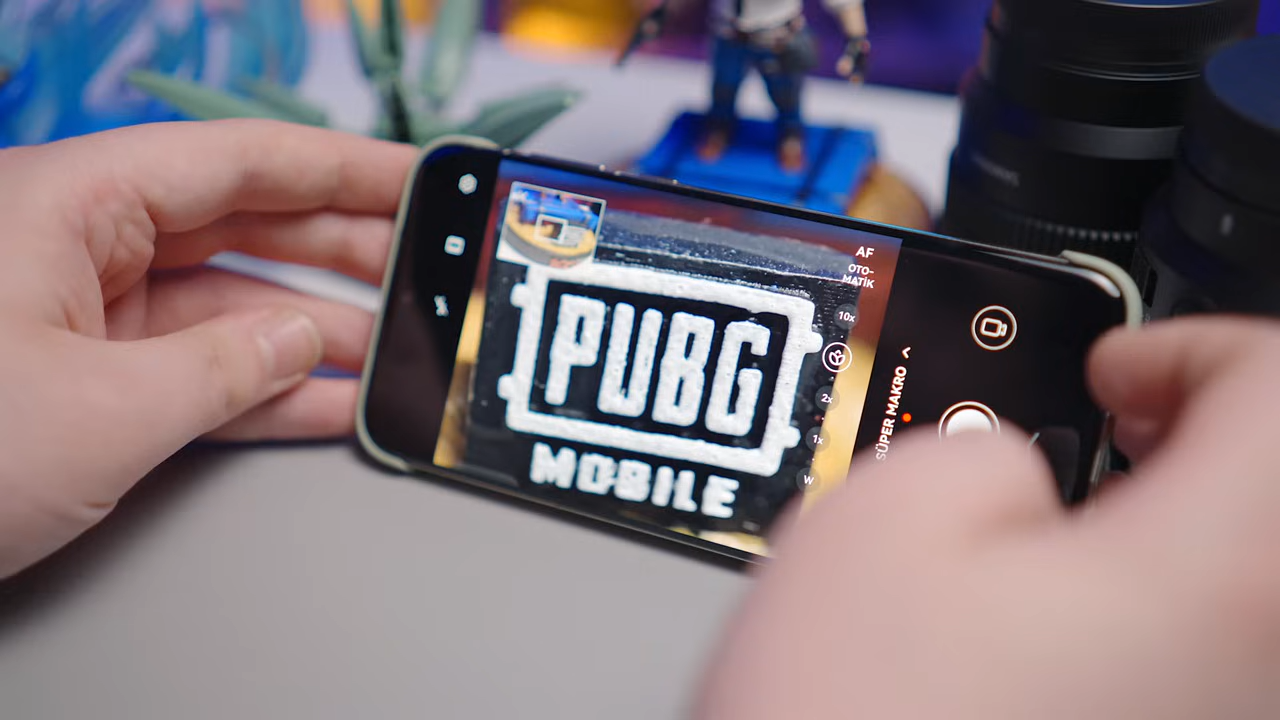 PUBG
MOBILE
AF
OTO-
MATİK
10x
2x
1x
W
SÜPER MAKRO